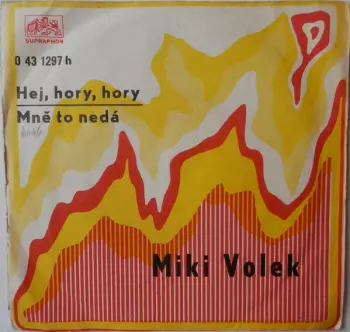 SUPRAPHON
0 43 1297 h
Hej, hory, hory
Mně to nedá
Miki Volek